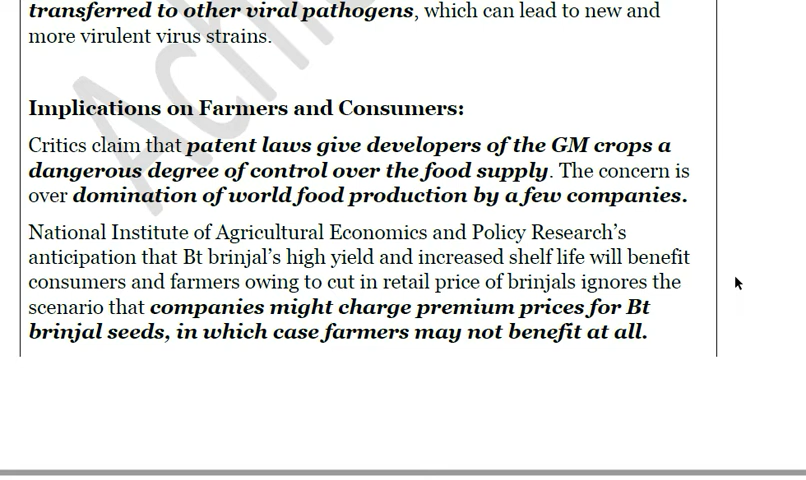 transferred to other viral pathogens, which can lead to new and
more virulent virus strains.
Implications on Farmers and Consumers:
Critics claim that patent laws give developers of the GM crops a
dangerous degree of control over the food supply. The concern is
over domination of world food production by a few companies.
National Institute of Agricultural Economics and Policy Research's
anticipation that Bt brinjal's high yield and increased shelf life will benefit
consumers and farmers owing to cut in retail price of brinjals ignores the
scenario that companies might charge premium prices for Bt
brinjal seeds, in which case farmers may not benefit at all.